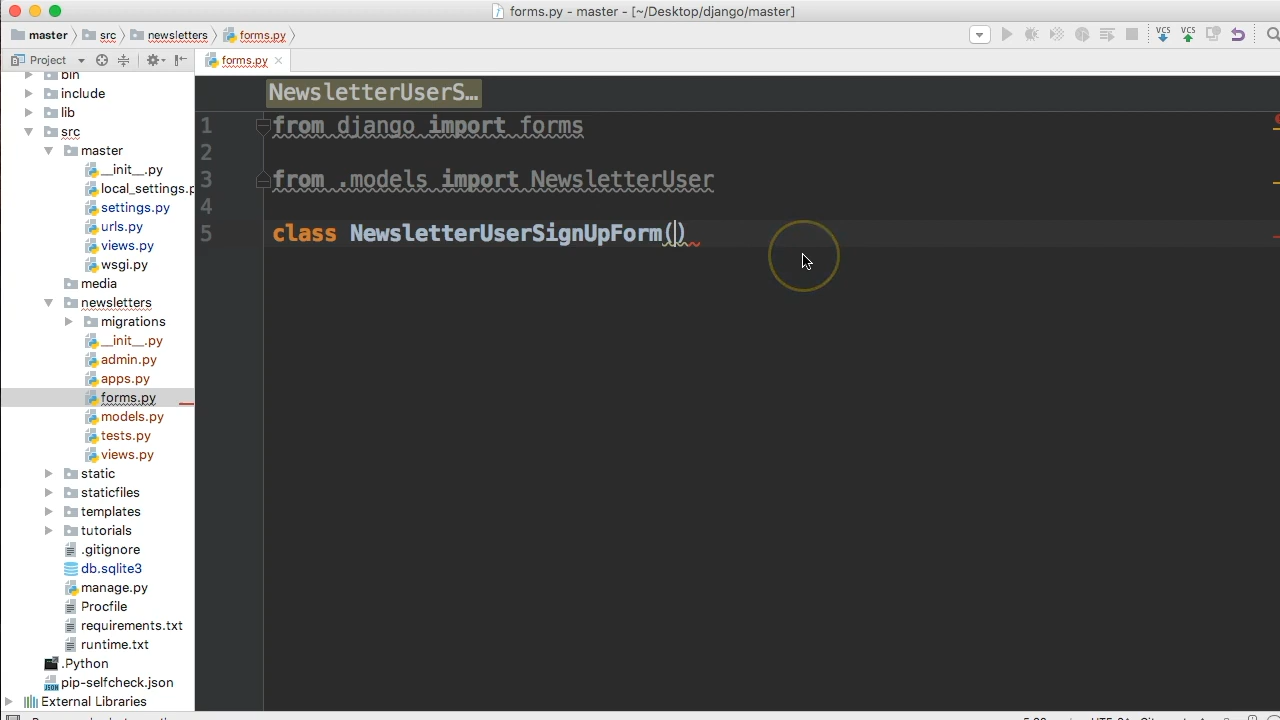 forms.py - master - [~/Desktop/django/master]
master src newsletters forms.py
VCS VCS
Project
forms.py
bin
include
lib
src
master
__init__.py
local_settings.p
settings.py
urls.py
views.py
wsgi.py
media
newsletters
migrations
__init__.py
admin.py
apps.py
forms.py
models.py
tests.py
views.py
static
staticfiles
templates
tutorials
.gitignore
db.sqlite3
manage.py
Procfile
requirements.txt
runtime.txt
.Python
JSON pip-selfcheck.json
External Libraries
NewsletterUserS…
1 from django import forms
2
3 from .models import NewsletterUser
4
5 class NewsletterUserSignUpForm()